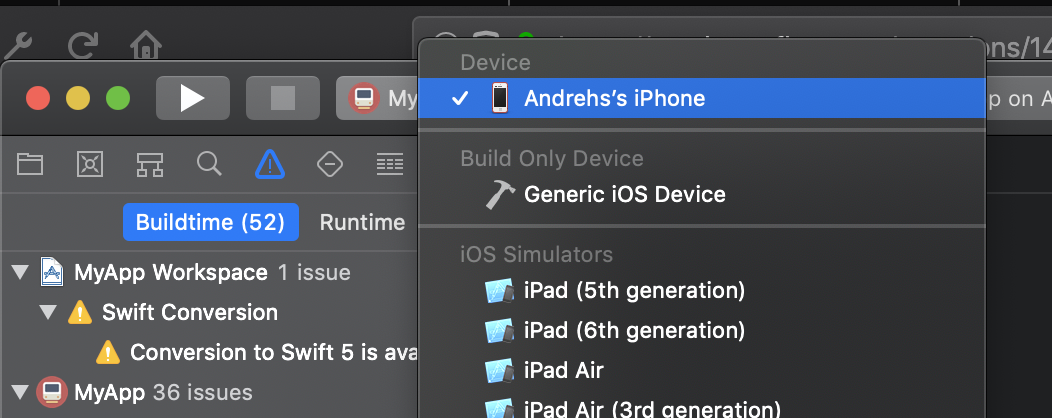 Device
ons/14
My
Andrehs’s iPhone
p on A
Build Only Device
Generic iOS Device
Buildtime (52)
Runtime
iOS Simulators
MyApp Workspace 1 issue
iPad (5th generation)
Swift Conversion
iPad (6th generation)
Conversion to Swift 5 is ava
iPad Air
MyApp 36 issues
iPad Air (3rd generation)